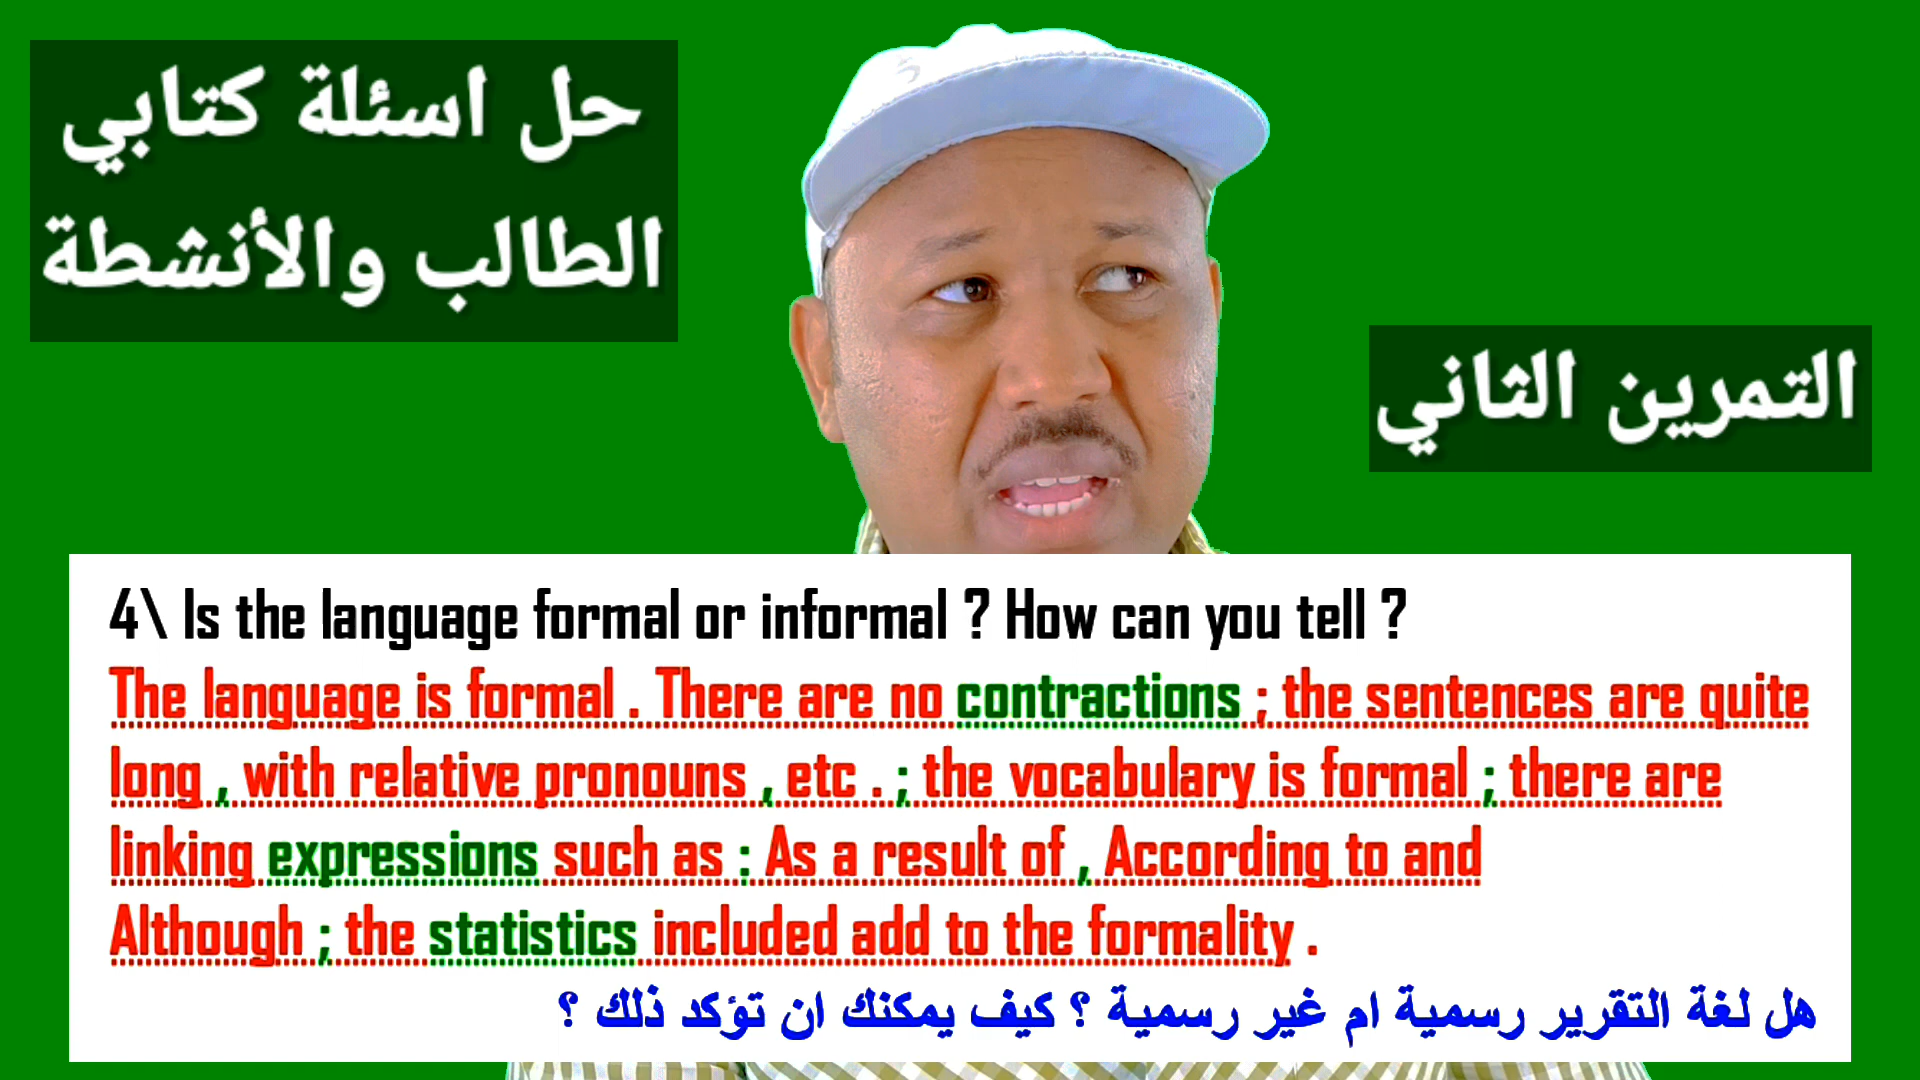 حل اسئلة كتابي
الطالب والأنشطة
التمرين الثاني
4\ Is the language formal or informal ? How can you tell ?
The language is formal . There are no contractions ; the sentences are quite
long , with relative pronouns , etc . ; the vocabulary is formal ; there are
linking expressions such as : As a result of , According to and
Although ; the statistics included add to the formality .
هل لغة التقرير رسمية ام غير رسمية ؟ كيف يمكنك ان تؤكد ذلك ؟